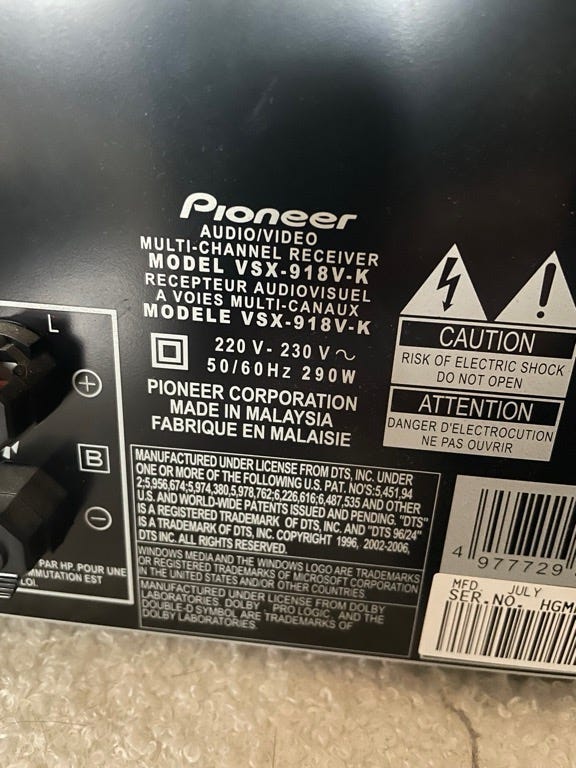 Pioneer
AUDIO/VIDEO
MULTI-CHANNEL RECEIVER
MODEL VSX-918V-K
RECEPTEUR AUDIOVISUEL
A VOIES MULTI-CANAUX
MODELE VSX-918V-K
220 V - 230 V ~
50/60Hz 290W
PIONEER CORPORATION
MADE IN MALAYSIA
FABRIQUE EN MALAISIE
L
+
B
−
PAR HP. POUR UNE
MMUTATION EST
OL.
CAUTION
RISK OF ELECTRIC SHOCK
DO NOT OPEN
ATTENTION
DANGER D'ELECTROCUTION
NE PAS OUVRIR
MANUFACTURED UNDER LICENSE FROM DTS, INC. UNDER
ONE OR MORE OF THE FOLLOWING U.S. PAT. NO'S:5,451,94
2;5,956,674;5,974,380;5,978,762;6,226,616;6,487,535 AND OTHER
U.S. AND WORLD-WIDE PATENTS ISSUED AND PENDING. "DTS"
IS A REGISTERED TRADEMARK OF DTS, INC. AND "DTS 96/24"
IS A TRADEMARK OF DTS, INC. COPYRIGHT 1996, 2002-2006,
DTS INC. ALL RIGHTS RESERVED.
WINDOWS MEDIA AND THE WINDOWS LOGO ARE TRADEMARKS
OR REGISTERED TRADEMARKS OF MICROSOFT CORPORATION
IN THE UNITED STATES AND/OR OTHER COUNTRIES.
MANUFACTURED UNDER LICENSE FROM DOLBY
LABORATORIES. DOLBY, PRO LOGIC, AND THE
DOUBLE-D SYMBOL ARE TRADEMARKS OF
DOLBY LABORATORIES.
4 977729
MFD. JULY
SER. NO. HGM